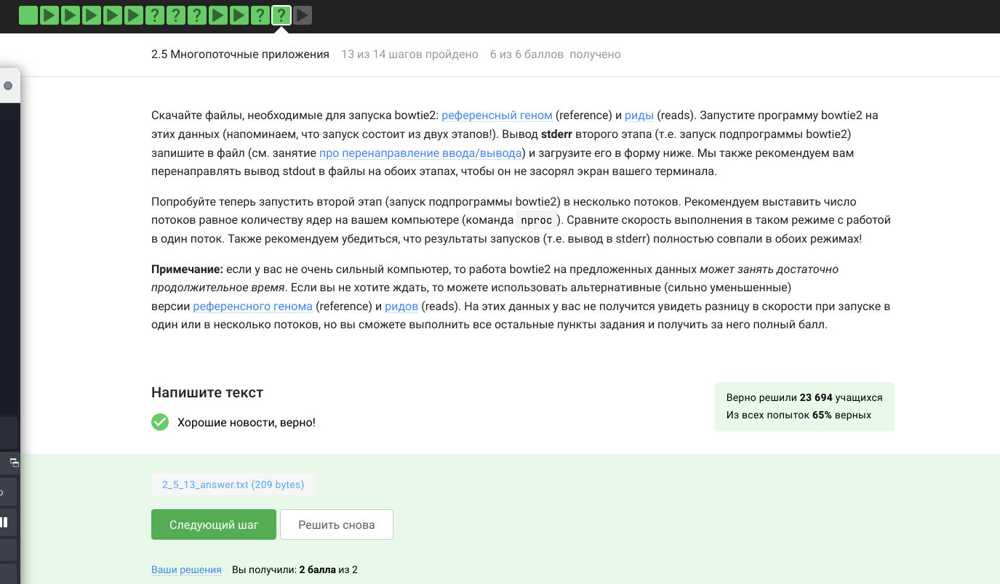 2.5 Многопоточные приложения 13 из 14 шагов пройдено 6 из 6 баллов получено
Скачайте файлы, необходимые для запуска bowtie2: референсный геном (reference) и риды (reads). Запустите программу bowtie2 на
этих данных (напоминаем, что запуск состоит из двух этапов!). Вывод stderr второго этапа (т.е. запуск подпрограммы bowtie2)
запишите в файл (см. занятие про перенаправление ввода/вывода) и загрузите его в форму ниже. Мы также рекомендуем вам
перенаправлять вывод stdout в файлы на обоих этапах, чтобы он не засорял экран вашего терминала.
Попробуйте теперь запустить второй этап (запуск подпрограммы bowtie2) в несколько потоков. Рекомендуем выставить число
потоков равное количеству ядер на вашем компьютере (команда nproc ). Сравните скорость выполнения в таком режиме с работой
в один поток. Также рекомендуем убедиться, что результаты запусков (т.е. вывод в stderr) полностью совпали в обоих режимах!
Примечание: если у вас не очень сильный компьютер, то работа bowtie2 на предложенных данных может занять достаточно
продолжительное время. Если вы не хотите ждать, то можете использовать альтернативные (сильно уменьшенные)
версии референсного генома (reference) и ридов (reads). На этих данных у вас не получится увидеть разницу в скорости при запуске в
один или в несколько потоков, но вы сможете выполнить все остальные пункты задания и получить за него полный балл.
Напишите текст
Хорошие новости, верно!
Верно решили 23 694 учащихся
Из всех попыток 65% верных
2_5_13_answer.txt (209 bytes)
Следующий шаг Решить снова
Ваши решения Вы получили: 2 балла из 2